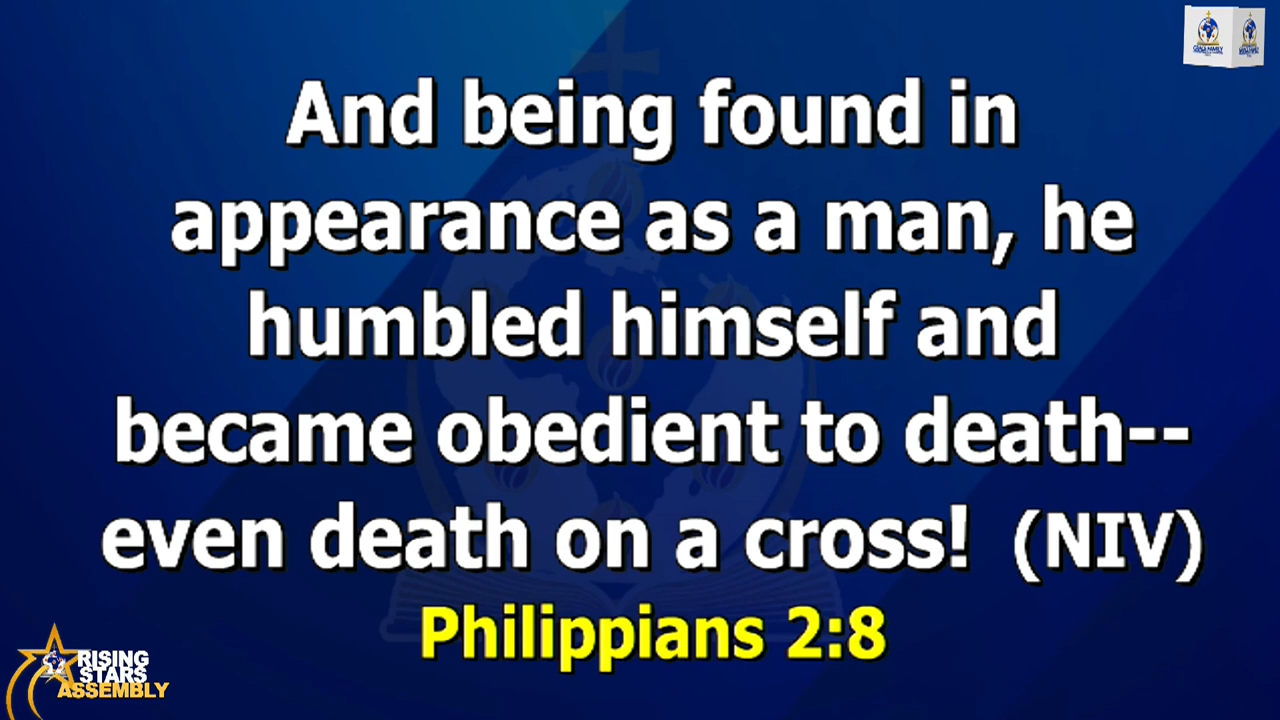 And being found in
appearance as a man, he
humbled himself and
became obedient to death--
even death on a cross! (NIV)
Philippians 2:8
RISING
STARS
ASSEMBLY